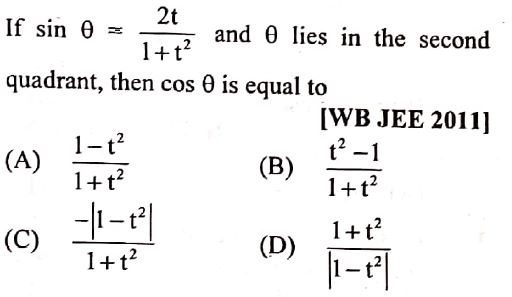 If sin θ = 2t/(1+t²) and θ lies in the second
quadrant, then cos θ is equal to
[WB JEE 2011]
(A) (1−t²)/(1+t²) (B) (t²−1)/(1+t²)
(C) −|1−t²|/(1+t²) (D) (1+t²)/|1−t²|